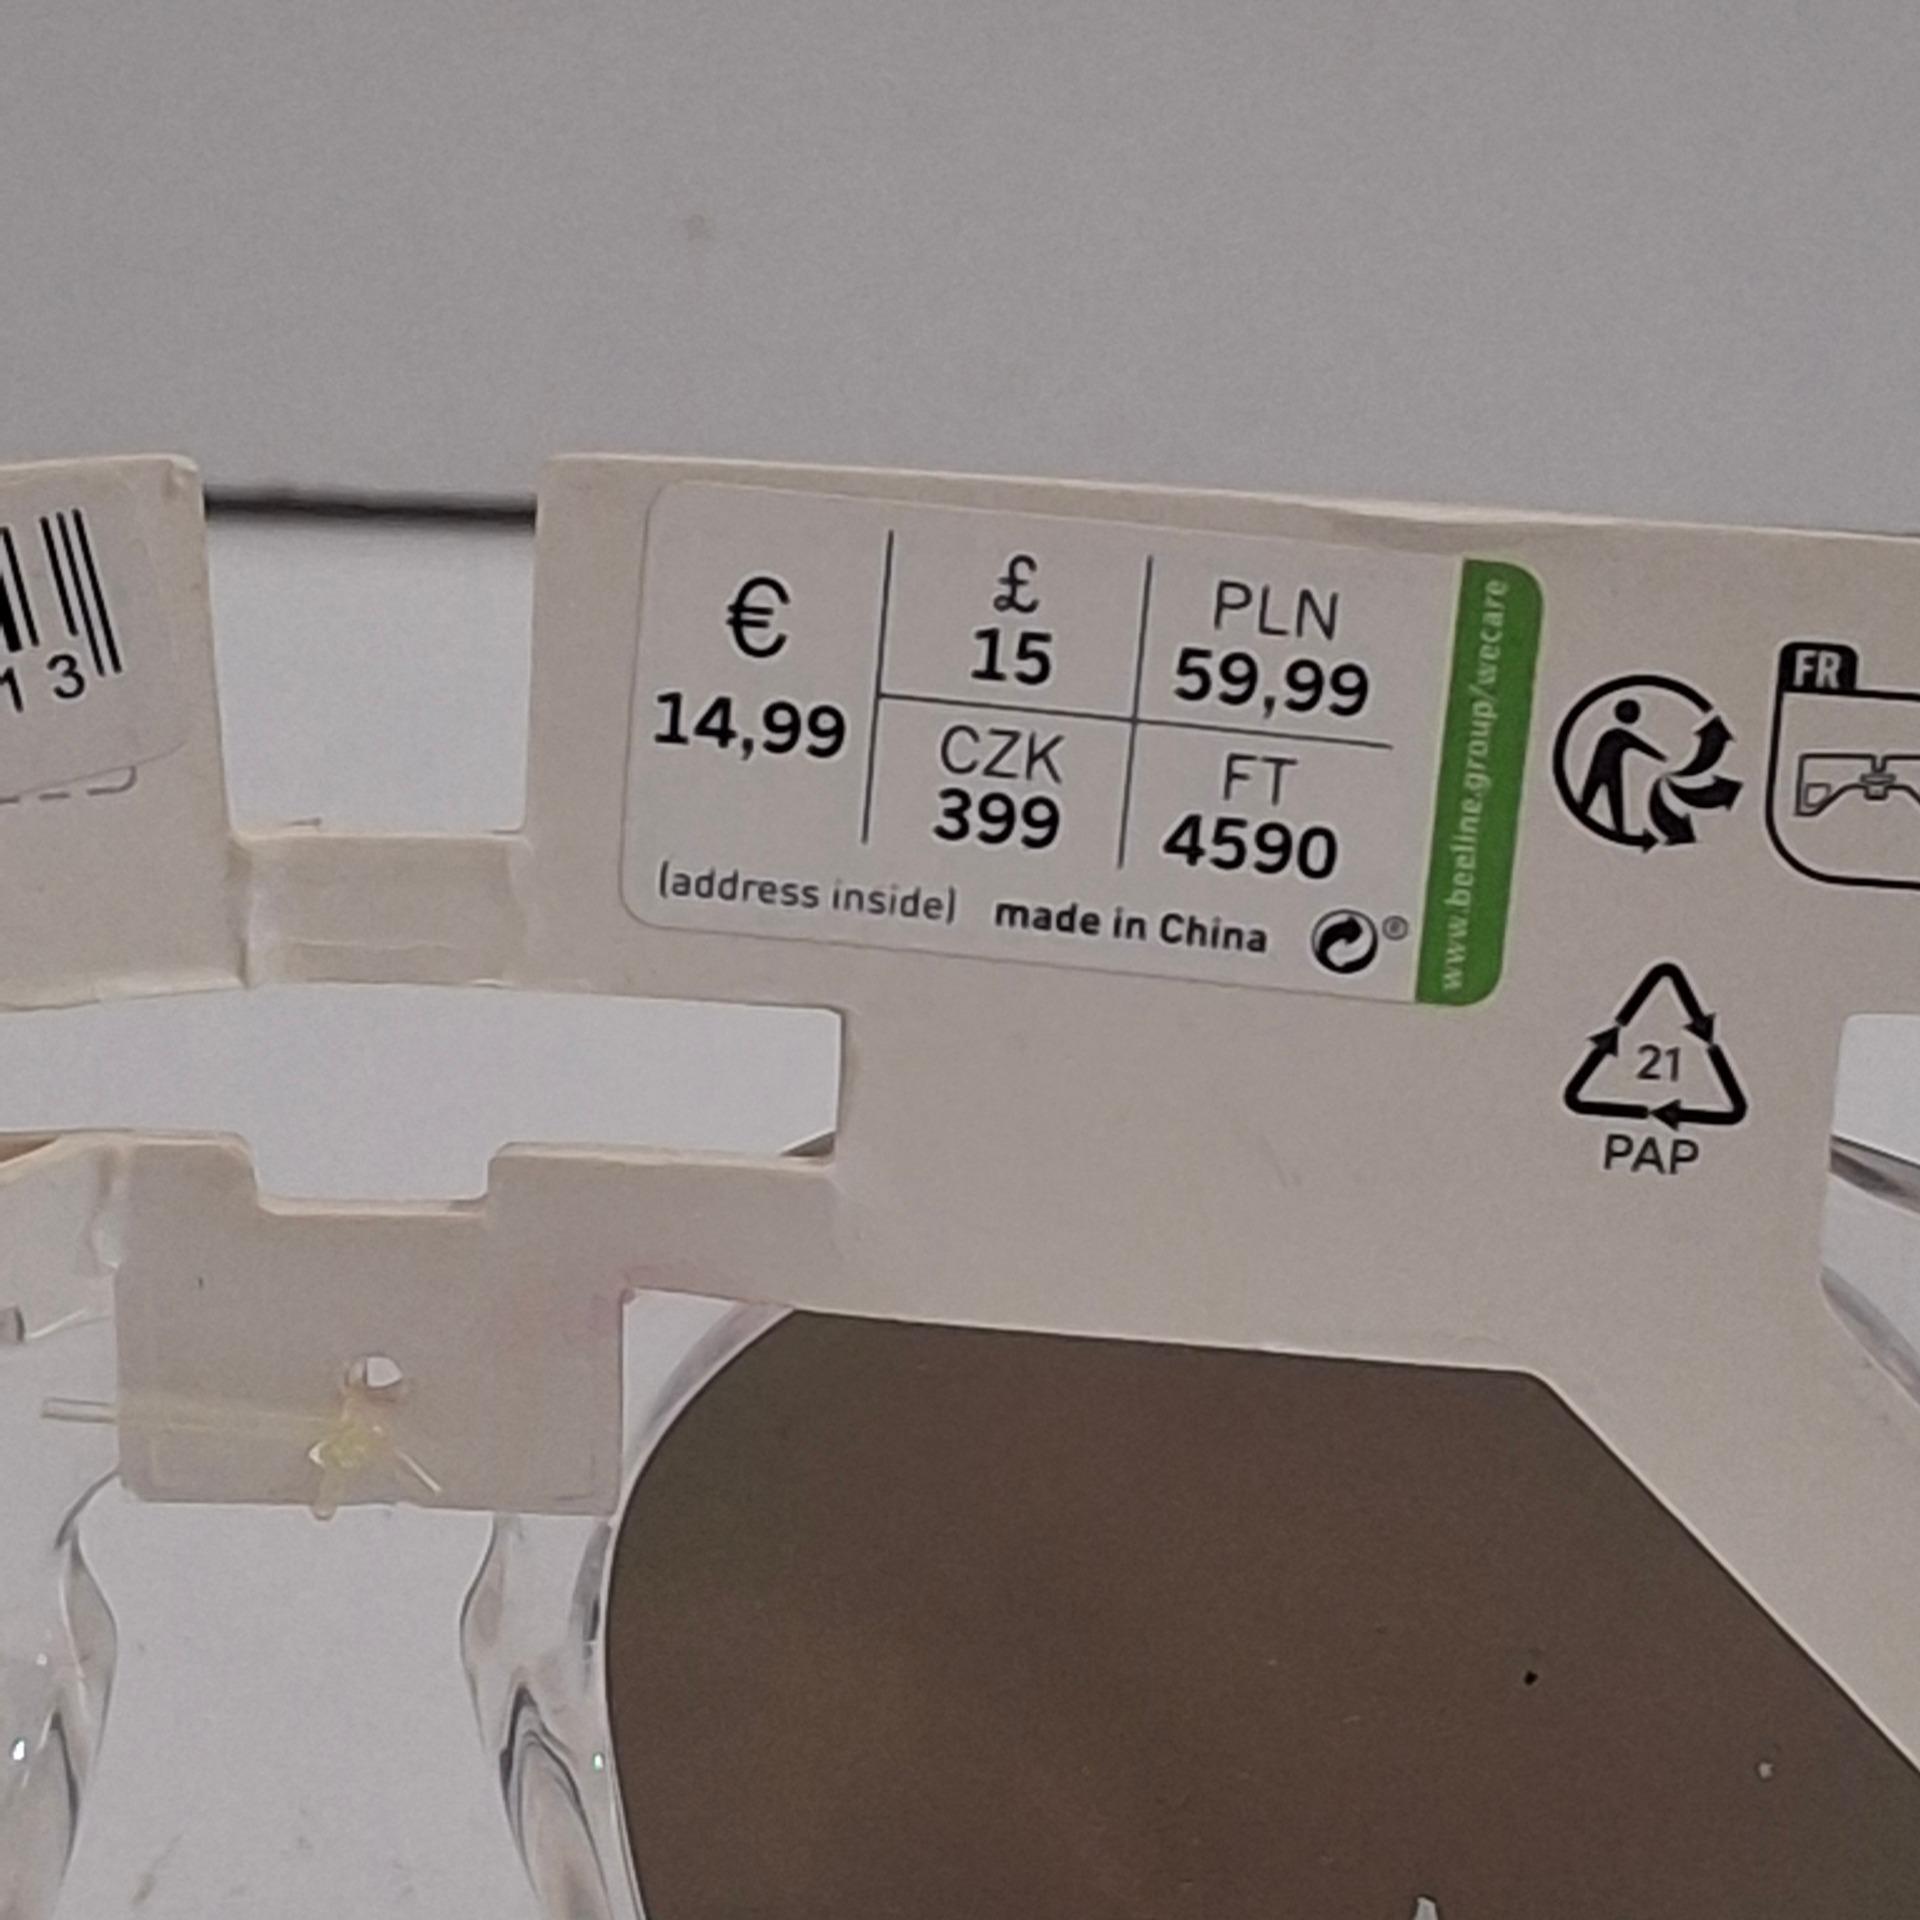 1 3
€
14,99
£
15
PLN
59,99
CZK
399
FT
4590
(address inside) made in China ®
www.beeline.group/wecare
FR
21
PAP